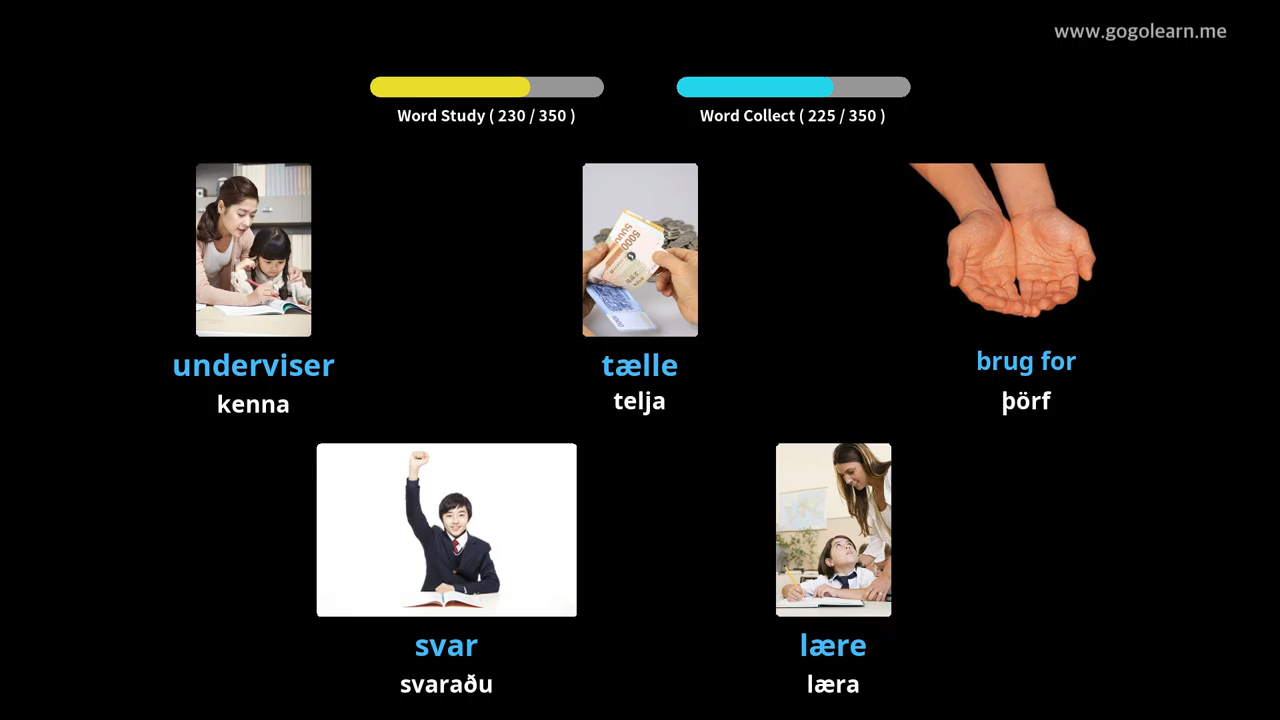 www.gogolearn.me
Word Study ( 230 / 350 )
Word Collect ( 225 / 350 )
underviser
kenna
tælle
telja
brug for
þörf
svar
svaraðu
lære
læra